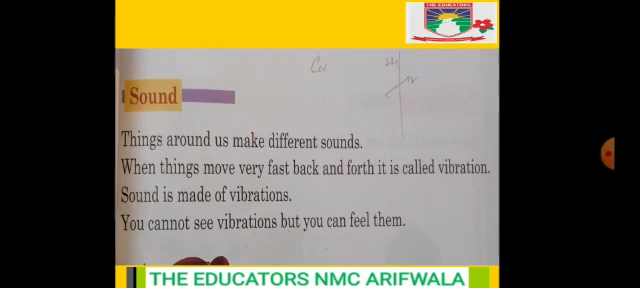 THE EDUCATORS
Sound
Things around us make different sounds.
When things move very fast back and forth it is called vibration.
Sound is made of vibrations.
You cannot see vibrations but you can feel them.
THE EDUCATORS NMC ARIFWALA